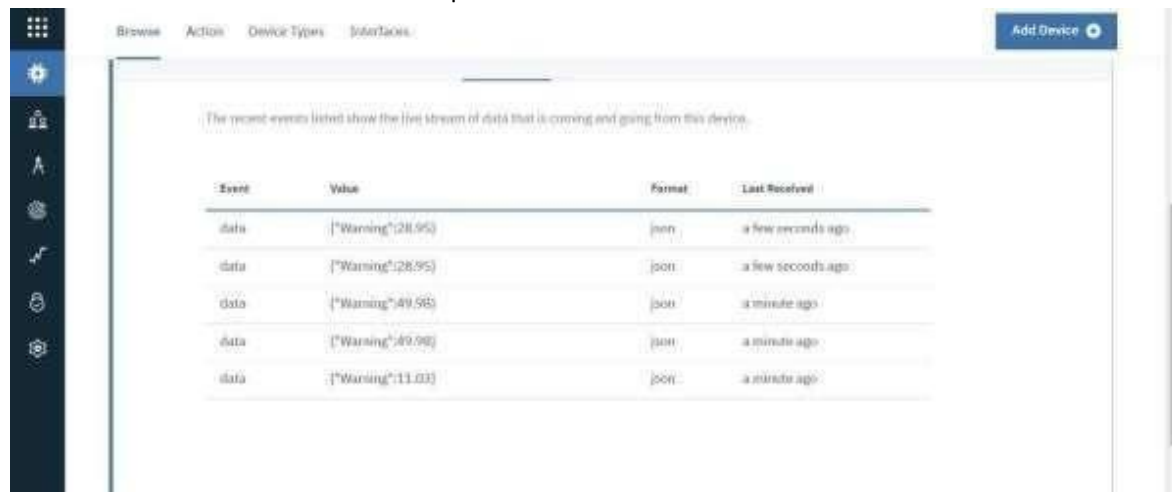 Browse Action Device Types Interfaces Add Device
The recent events listed show the live stream of data that is coming and going from this device.
Event Value Format Last Received
data {"Warning":28.95} json a few seconds ago
data {"Warning":28.95} json a few seconds ago
data {"Warning":49.98} json a minute ago
data {"Warning":49.98} json a minute ago
data {"Warning":11.03} json a minute ago